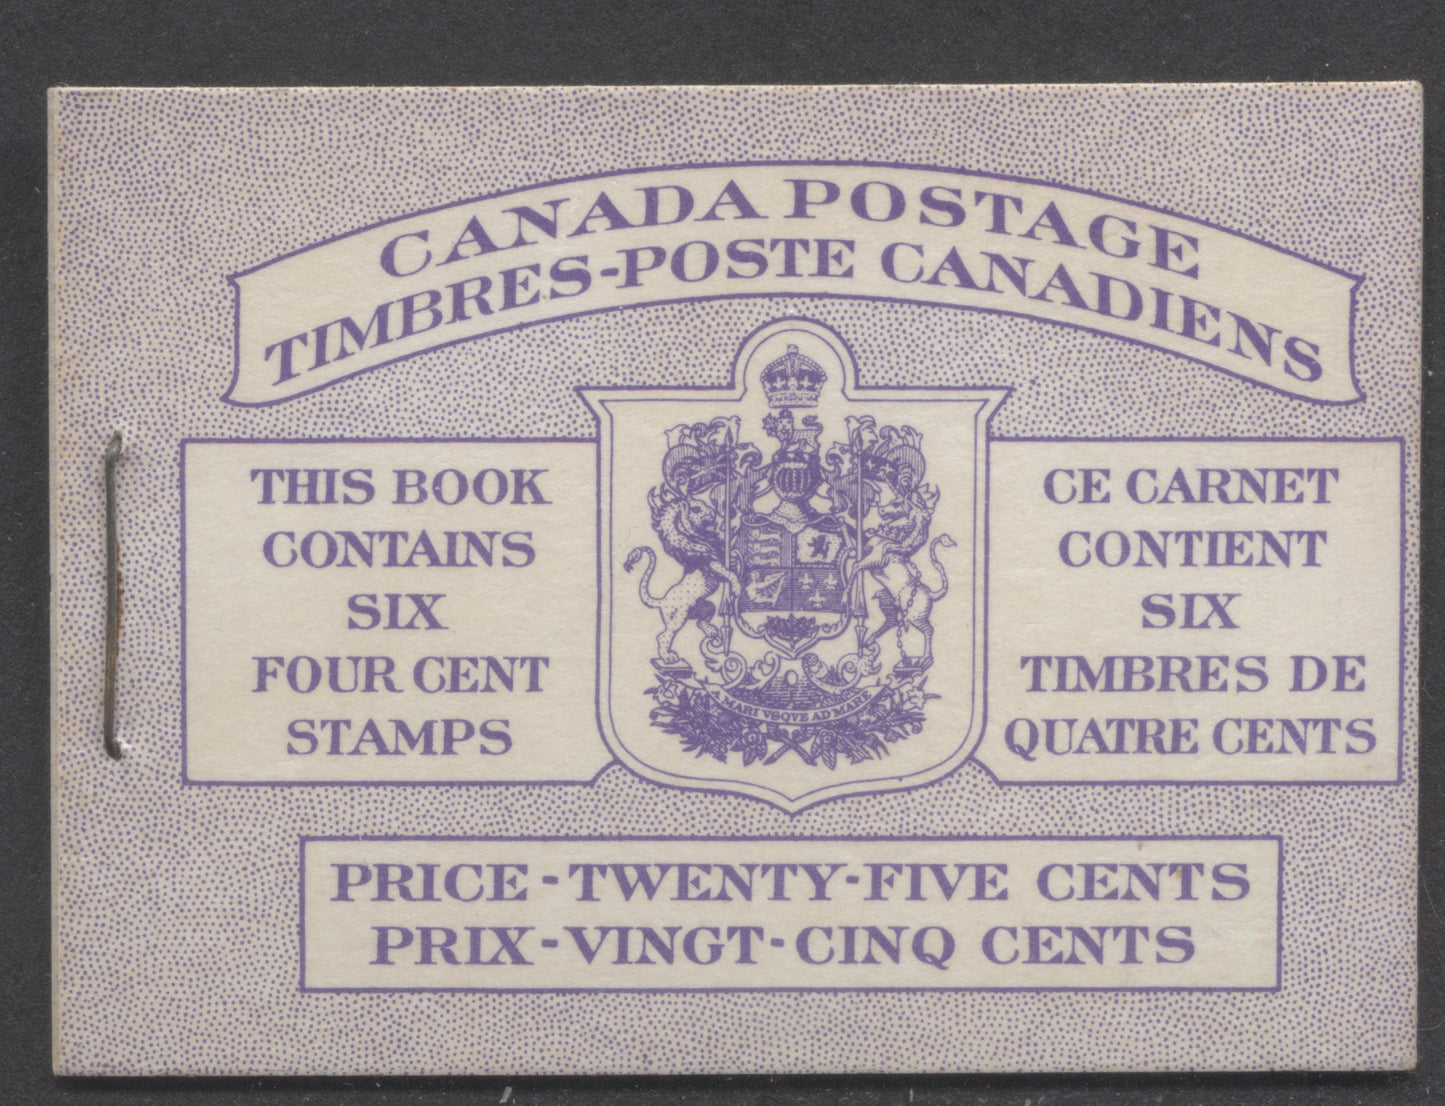 CANADA POSTAGE
TIMBRES-POSTE CANADIENS
THIS BOOK
CONTAINS
SIX
FOUR CENT
STAMPS
A MARI VSQVE AD MARE
CE CARNET
CONTIENT
SIX
TIMBRES DE
QUATRE CENTS
PRICE - TWENTY-FIVE CENTS
PRIX - VINGT - CINQ CENTS